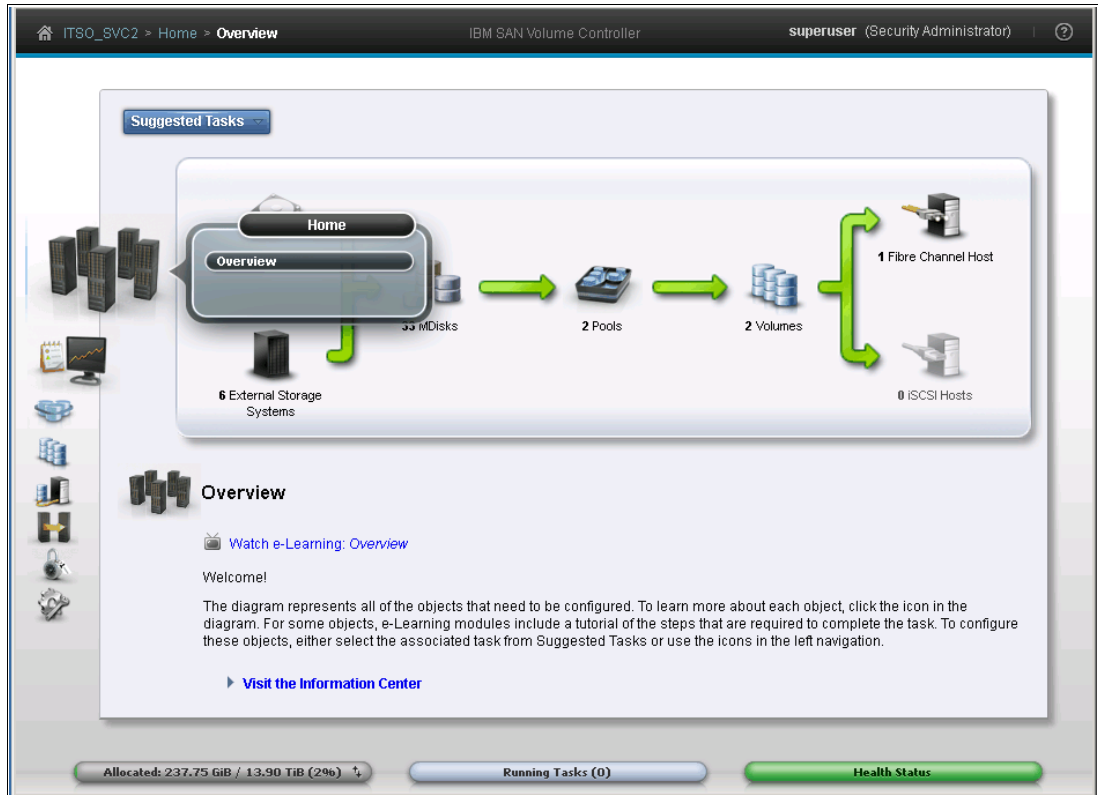 ITSO_SVC2 > Home > Overview
IBM SAN Volume Controller
superuser (Security Administrator)
?
Suggested Tasks
Home
Overview
33 MDisks
2 Pools
2 Volumes
1 Fibre Channel Host
6 External Storage
Systems
0 iSCSI Hosts
Overview
Watch e-Learning: Overview
Welcome!
The diagram represents all of the objects that need to be configured. To learn more about each object, click the icon in the
diagram. For some objects, e-Learning modules include a tutorial of the steps that are required to complete the task. To configure
these objects, either select the associated task from Suggested Tasks or use the icons in the left navigation.
Visit the Information Center
Allocated: 237.75 GiB / 13.90 TiB (2%)
Running Tasks (0)
Health Status